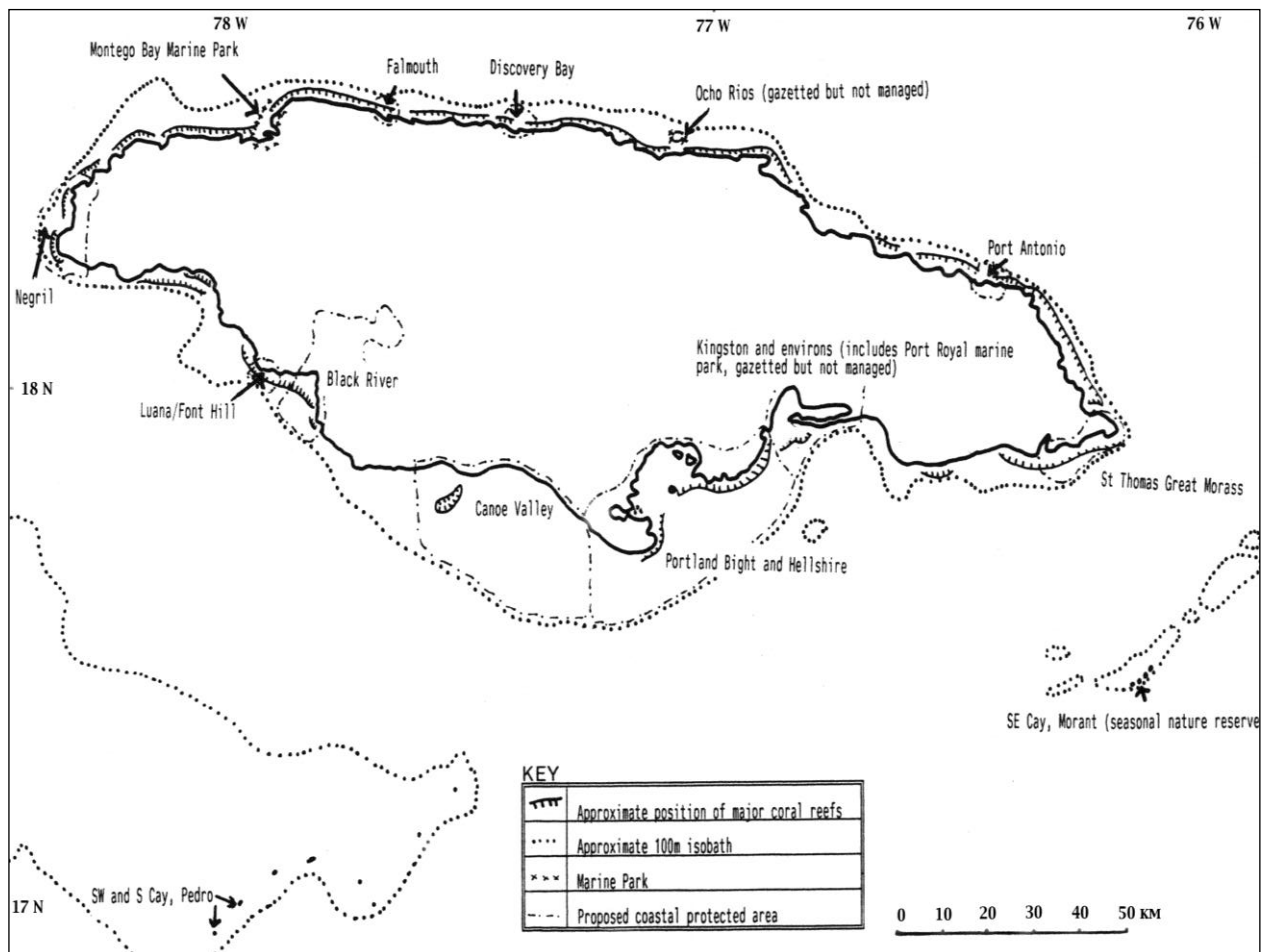 78 W
77 W
76 W
Montego Bay Marine Park
Falmouth
Discovery Bay
Ocho Rios (gazetted but not managed)
Port Antonio
Negril
Kingston and environs (includes Port Royal marine
park, gazetted but not managed)
18 N
Black River
Luana/Font Hill
St Thomas Great Morass
Canoe Valley
Portland Bight and Hellshire
SE Cay, Morant (seasonal nature reserve
KEY
Approximate position of major coral reefs
Approximate 100m isobath
Marine Park
Proposed coastal protected area
SW and S Cay, Pedro
17 N
0 10 20 30 40 50 KM